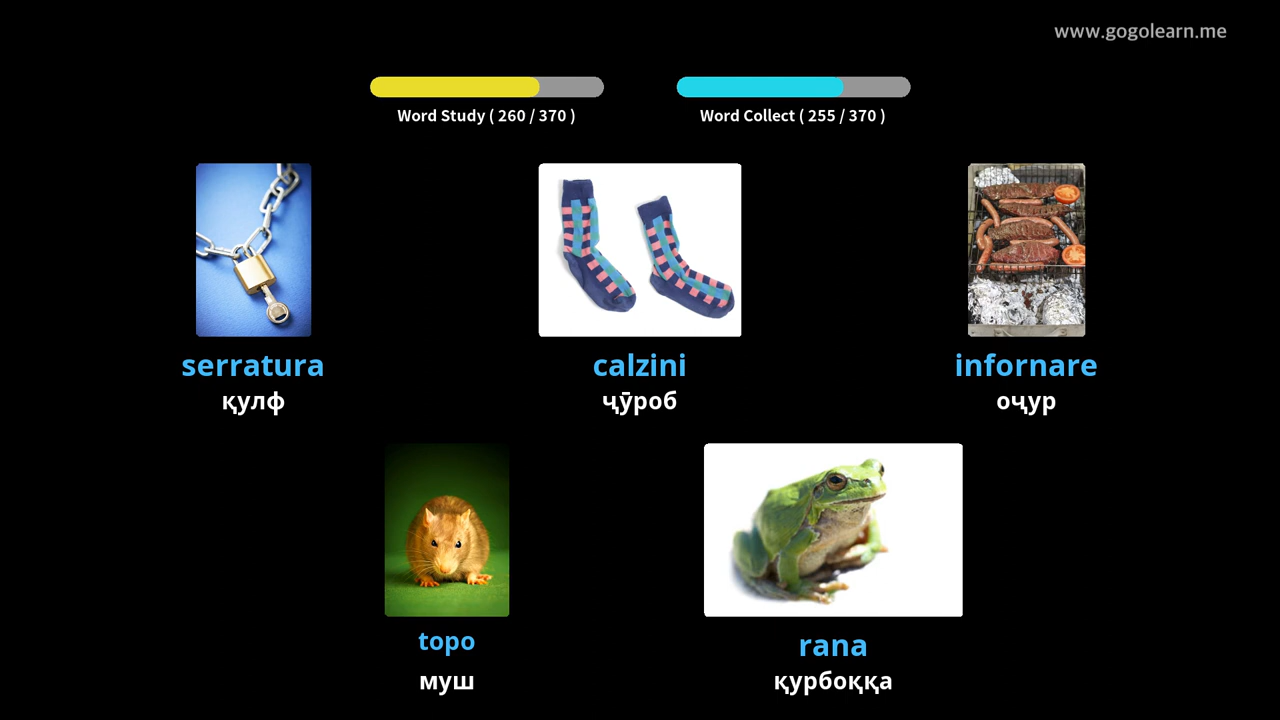 www.gogolearn.me
Word Study ( 260 / 370 )
Word Collect ( 255 / 370 )
serratura
қулф
calzini
ҷӯроб
infornare
оҷур
topo
муш
rana
қурбоққа